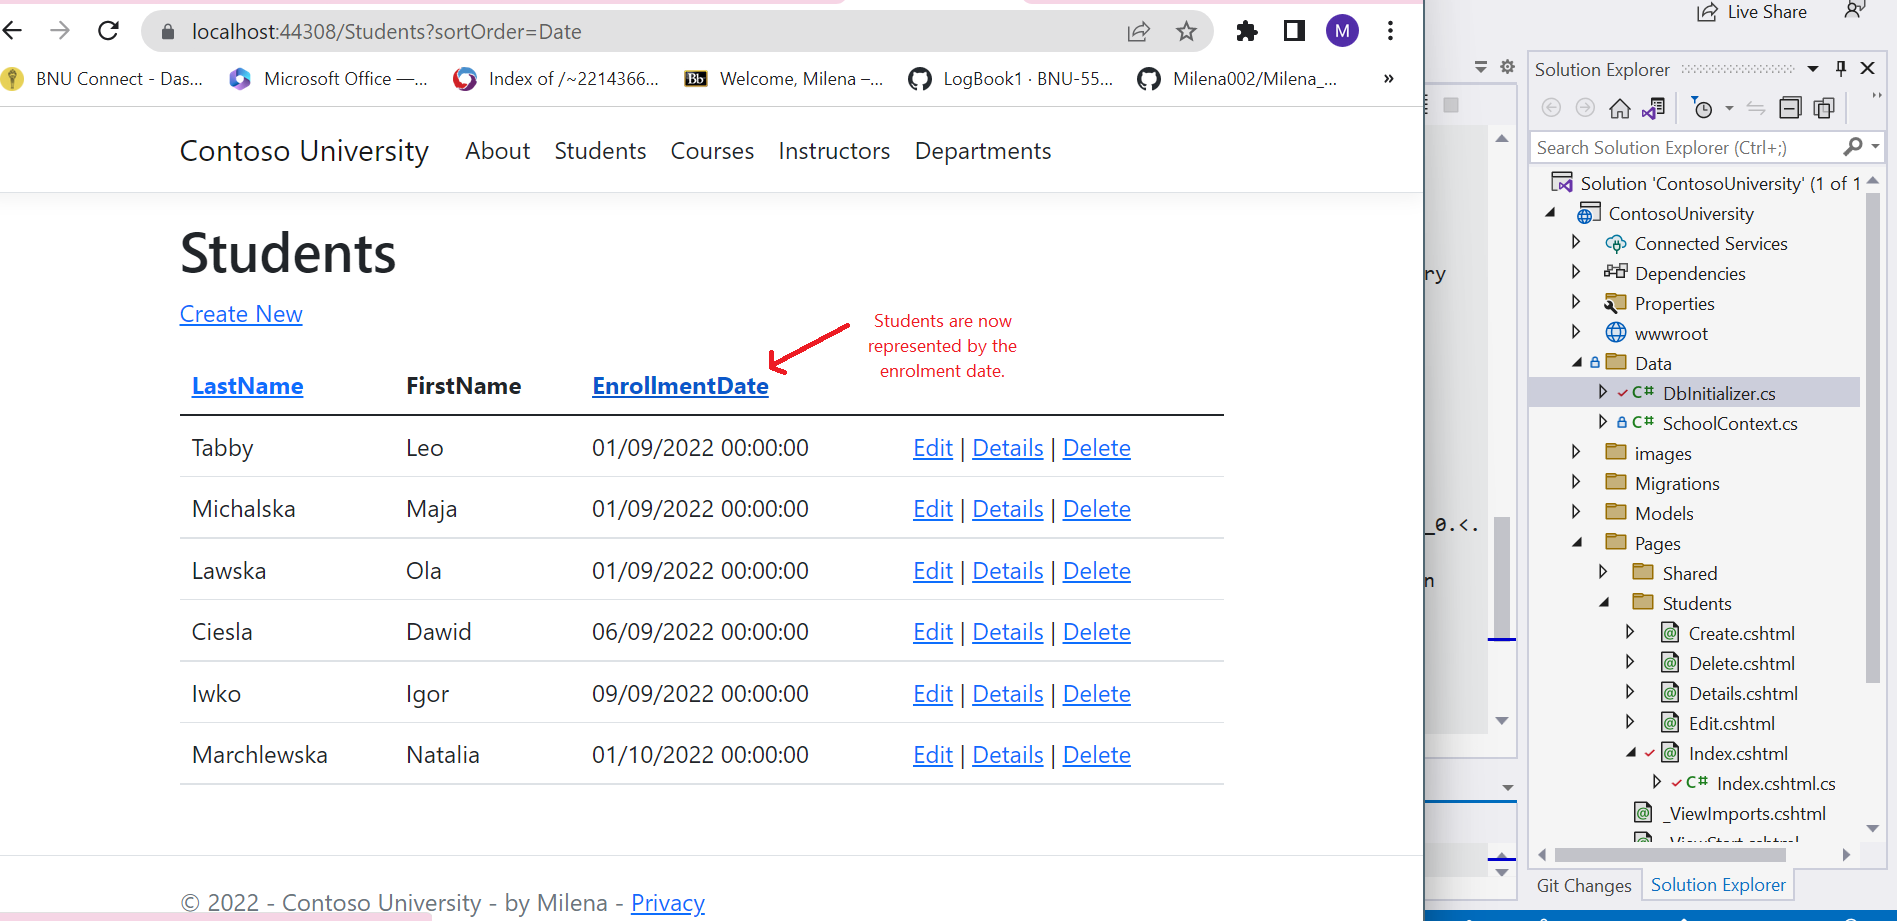 Live Share
localhost:44308/Students?sortOrder=Date
M
BNU Connect - Das...
Microsoft Office —...
Index of /~2214366...
Bb
Welcome, Milena –...
LogBook1 · BNU-55...
Milena002/Milena_...
»
Contoso University About Students Courses Instructors Departments
Students
Create New
Students are now
represented by the
enrolment date.
LastName FirstName EnrollmentDate
Tabby Leo 01/09/2022 00:00:00 Edit | Details | Delete
Michalska Maja 01/09/2022 00:00:00 Edit | Details | Delete
Lawska Ola 01/09/2022 00:00:00 Edit | Details | Delete
Ciesla Dawid 06/09/2022 00:00:00 Edit | Details | Delete
Iwko Igor 09/09/2022 00:00:00 Edit | Details | Delete
Marchlewska Natalia 01/10/2022 00:00:00 Edit | Details | Delete
© 2022 - Contoso University - by Milena - Privacy
ry
_0.<.
n
Solution Explorer
Search Solution Explorer (Ctrl+;)
Solution 'ContosoUniversity' (1 of 1
ContosoUniversity
Connected Services
Dependencies
Properties
wwwroot
Data
C# DbInitializer.cs
C# SchoolContext.cs
images
Migrations
Models
Pages
Shared
Students
Create.cshtml
Delete.cshtml
Details.cshtml
Edit.cshtml
Index.cshtml
C# Index.cshtml.cs
_ViewImports.cshtml
_ViewStart.cshtml
Git Changes Solution Explorer